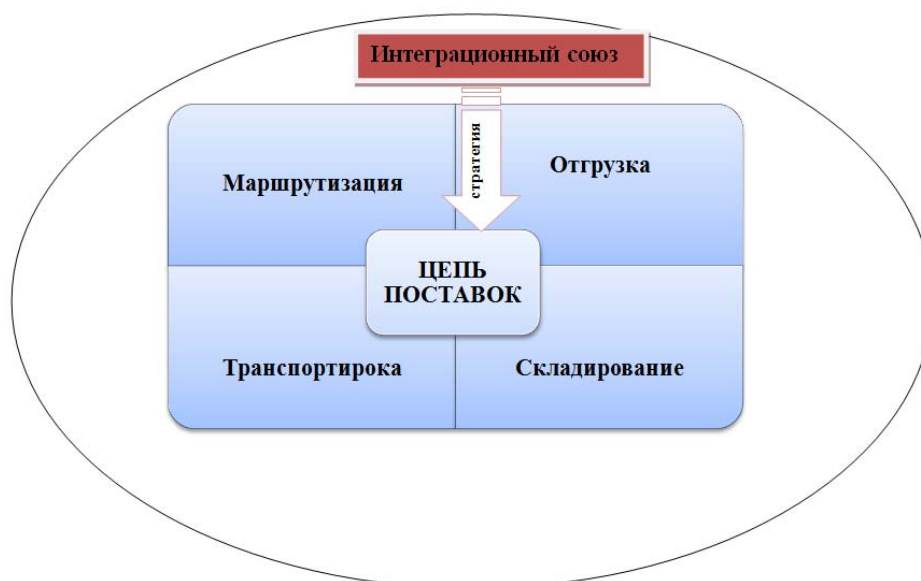 Интеграционный союз
стратегия
Маршрутизация
Отгрузка
ЦЕПЬ
ПОСТАВОК
Транспортирока
Складирование